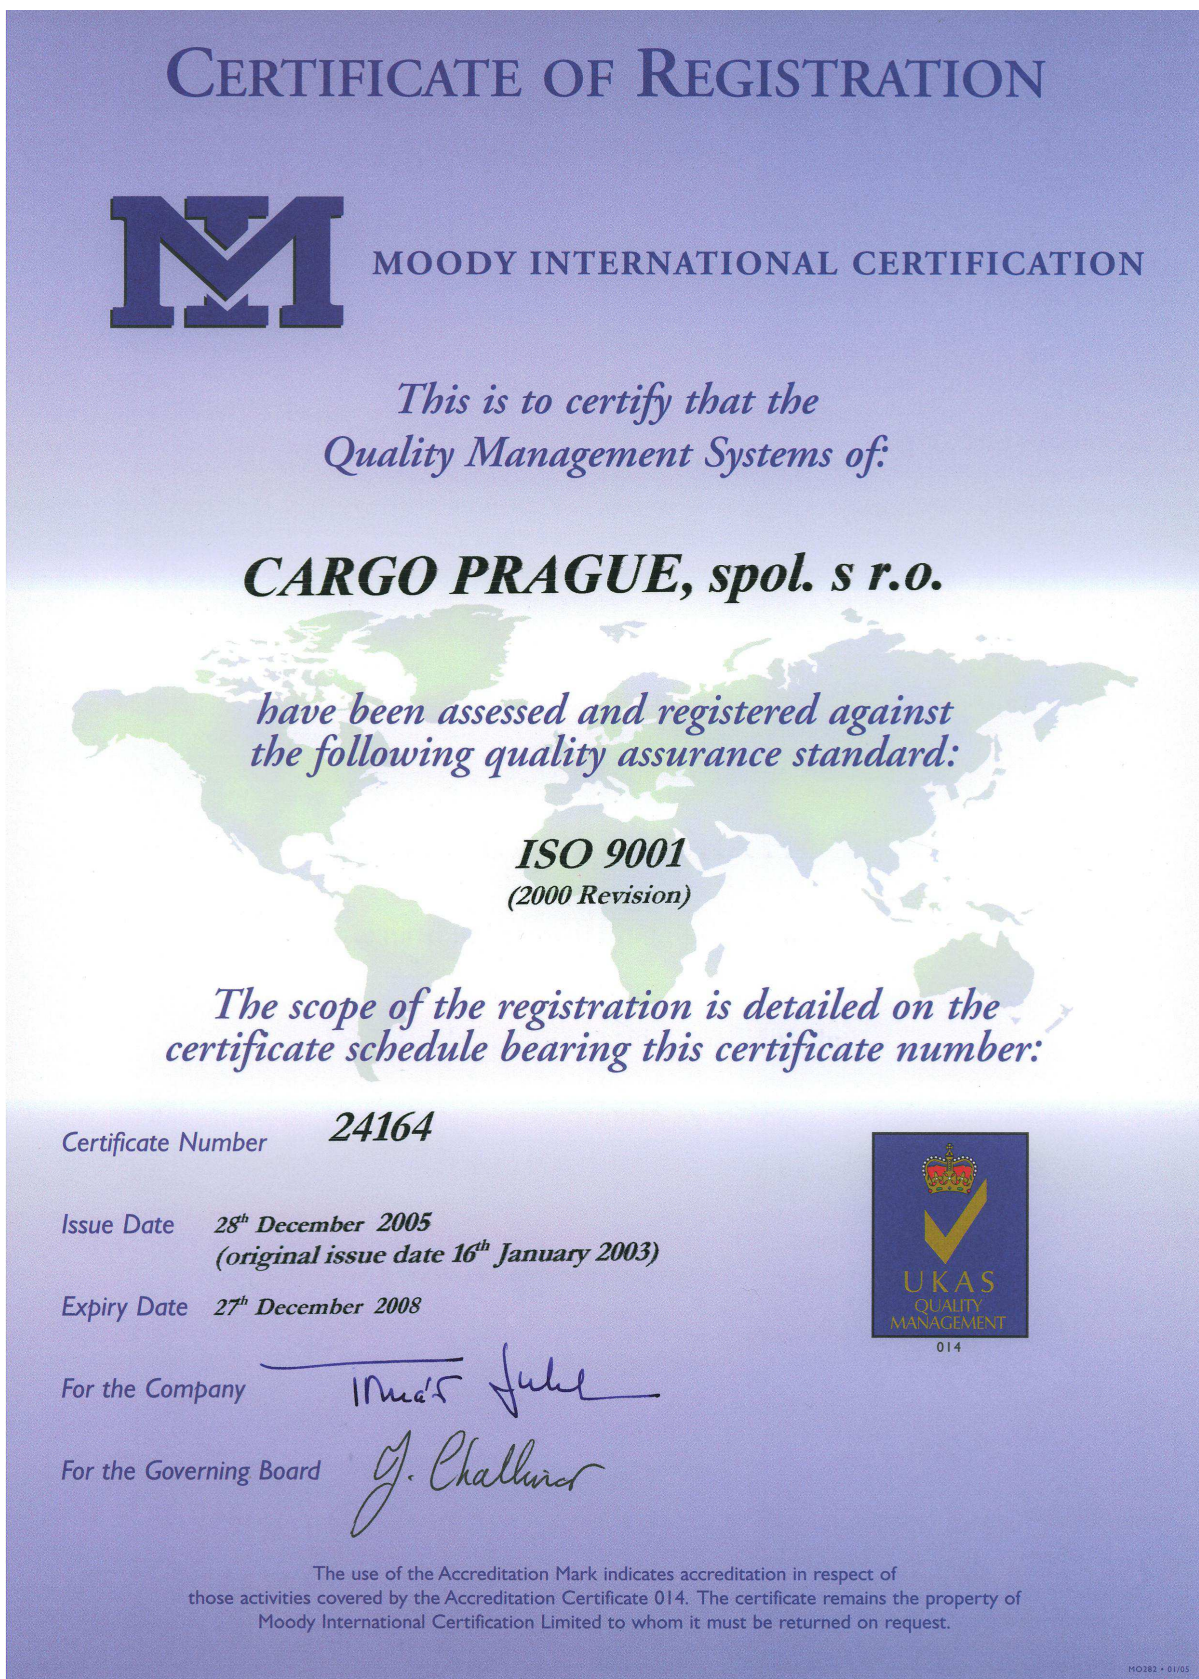 CERTIFICATE OF REGISTRATION
MOODY INTERNATIONAL CERTIFICATION
This is to certify that the
Quality Management Systems of:
CARGO PRAGUE, spol. s r.o.
have been assessed and registered against
the following quality assurance standard:
ISO 9001
(2000 Revision)
The scope of the registration is detailed on the
certificate schedule bearing this certificate number:
Certificate Number 24164
Issue Date 28th December 2005
(original issue date 16th January 2003)
Expiry Date 27th December 2008
UKAS
QUALITY
MANAGEMENT
014
For the Company
For the Governing Board
The use of the Accreditation Mark indicates accreditation in respect of
those activities covered by the Accreditation Certificate 014. The certificate remains the property of
Moody International Certification Limited to whom it must be returned on request.
MO282 • 01/05